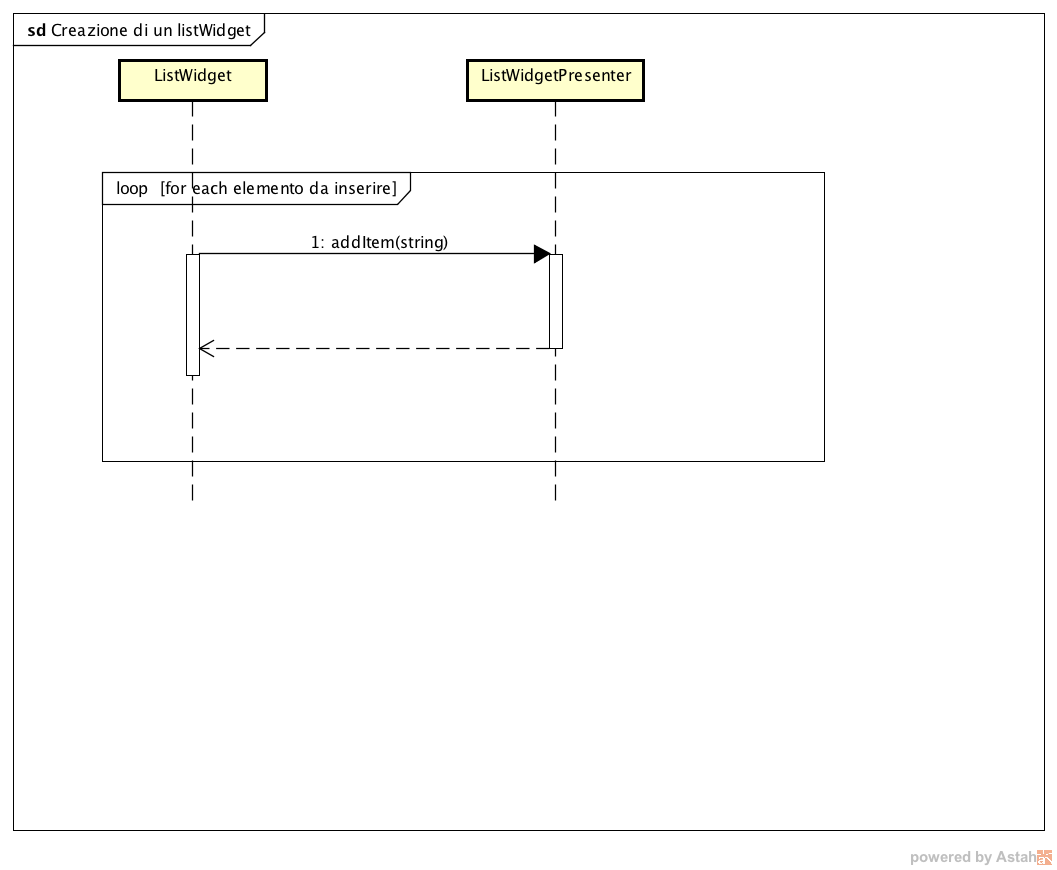 sd Creazione di un listWidget
ListWidget
ListWidgetPresenter
loop [for each elemento da inserire]
1: addItem(string)
powered by Astah